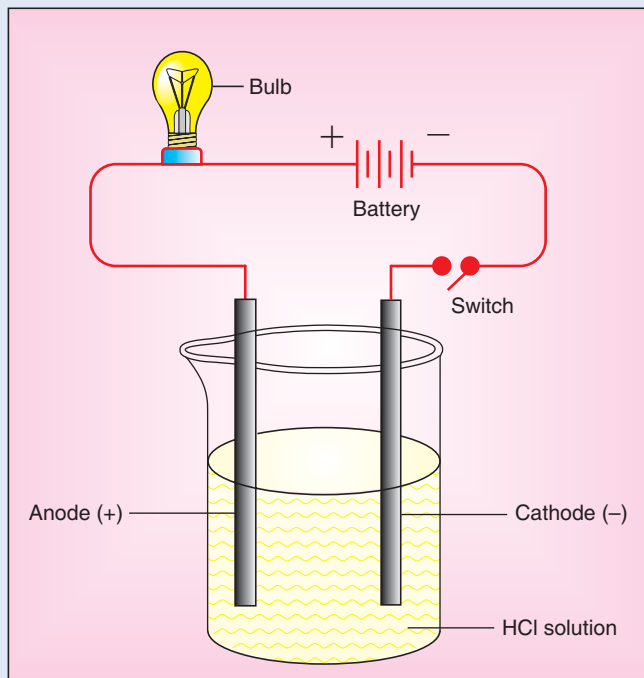 Bulb
+ −
Battery
Switch
Anode (+)
Cathode (–)
HCl solution